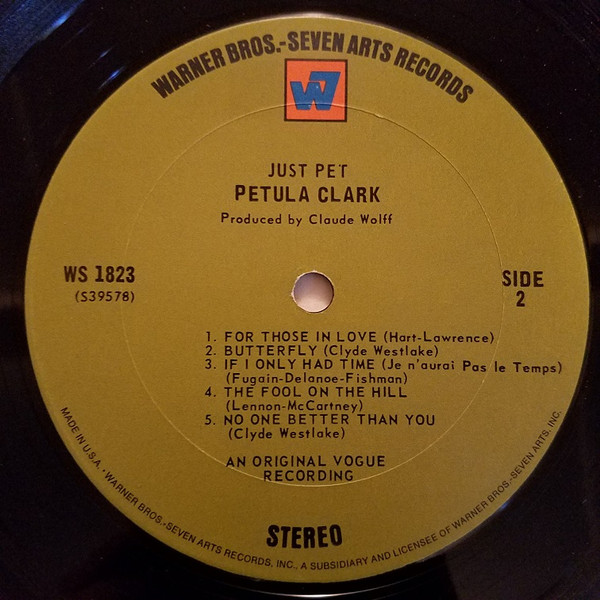 WARNER BROS.-SEVEN ARTS RECORDS
W7
JUST PET
PETULA CLARK
Produced by Claude Wolff
WS 1823
(S39578)
SIDE
2
1. FOR THOSE IN LOVE (Hart-Lawrence)
2. BUTTERFLY (Clyde Westlake)
3. IF I ONLY HAD TIME (Je n'aurai Pas le Temps)
(Fugain-Delanoe-Fishman)
4. THE FOOL ON THE HILL
(Lennon-McCartney)
5. NO ONE BETTER THAN YOU
(Clyde Westlake)
AN ORIGINAL VOGUE
RECORDING
STEREO
MADE IN U.S.A. • WARNER BROS.-SEVEN ARTS RECORDS, INC., A SUBSIDIARY AND LICENSEE OF WARNER BROS.-SEVEN ARTS, INC.